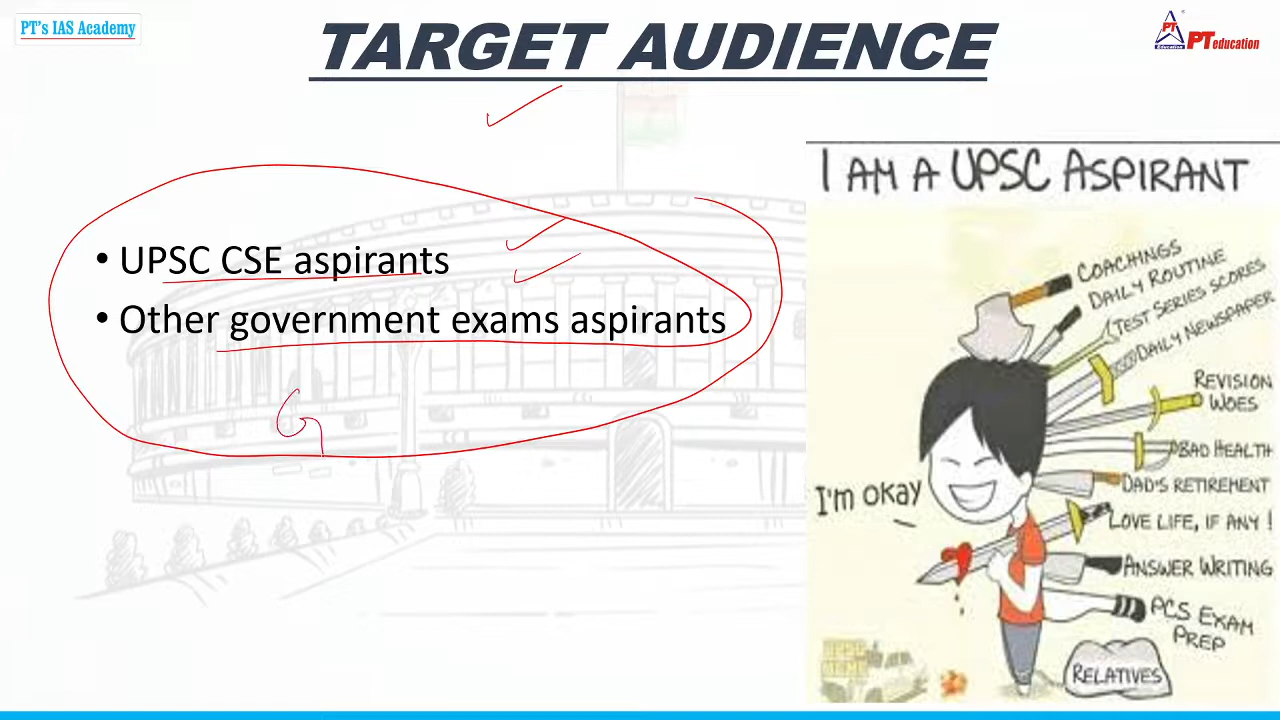 PT's IAS Academy
TARGET AUDIENCE
PT
Education
PT education
• UPSC CSE aspirants
• Other government exams aspirants
I AM A UPSC ASPIRANT
COACHINGS
DAILY ROUTINE
TEST SERIES SCORES
DAILY NEWSPAPER
REVISION
WOES
BAD HEALTH
DAD'S RETIREMENT
LOVE LIFE, IF ANY !
ANSWER WRITING
PCS EXAM
PREP
RELATIVES
I'm OKAY